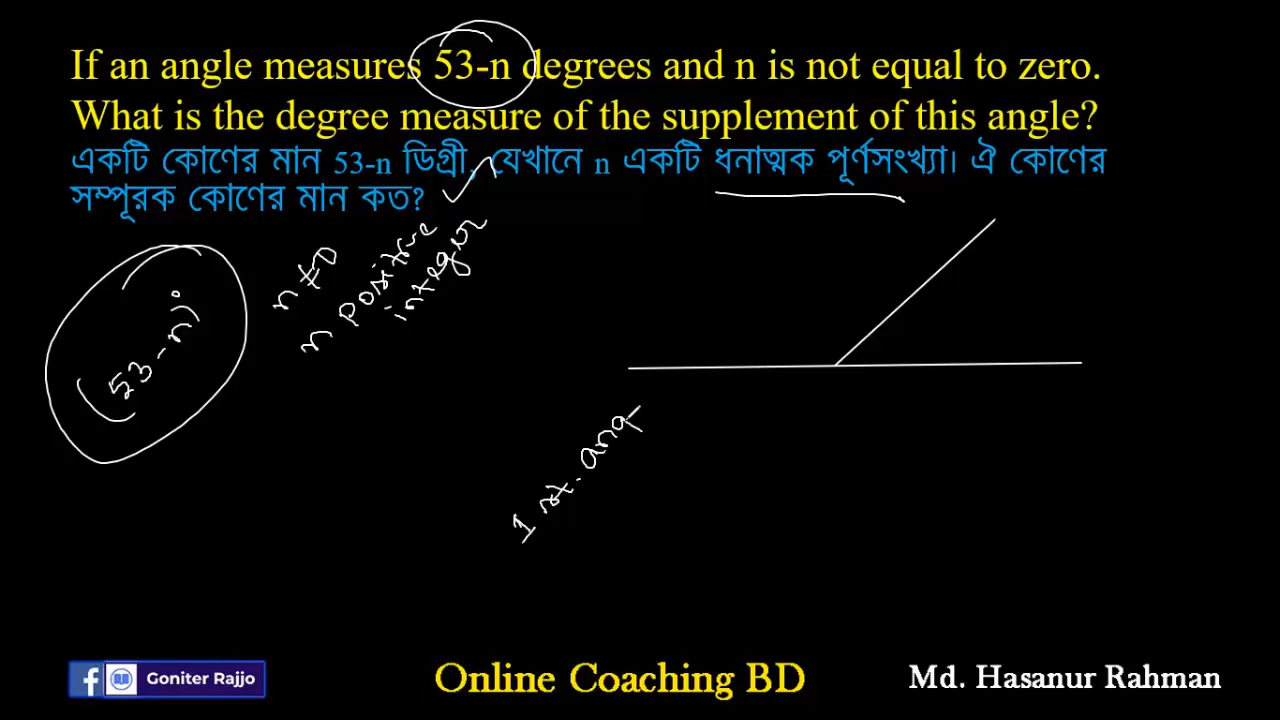 If an angle measures 53-n degrees and n is not equal to zero.
What is the degree measure of the supplement of this angle?
একটি কোণের মান 53-n ডিগ্রী, যেখানে n একটি ধনাত্মক পূর্ণসংখ্যা। ঐ কোণের
সম্পূরক কোণের মান কত?
(53-n)°
n≠0
n positive
integer
1 st. ang
Goniter Rajjo
Online Coaching BD
Md. Hasanur Rahman